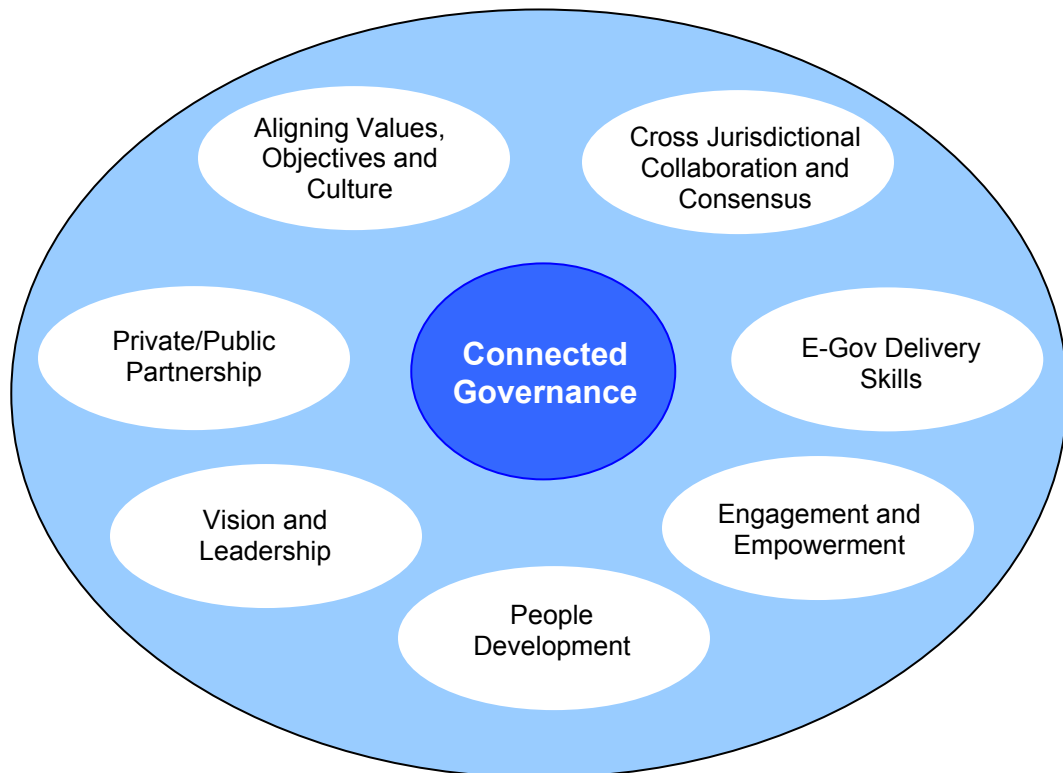 Aligning Values,
Objectives and
Culture
Cross Jurisdictional
Collaboration and
Consensus
Private/Public
Partnership
Connected
Governance
E-Gov Delivery
Skills
Vision and
Leadership
Engagement and
Empowerment
People
Development